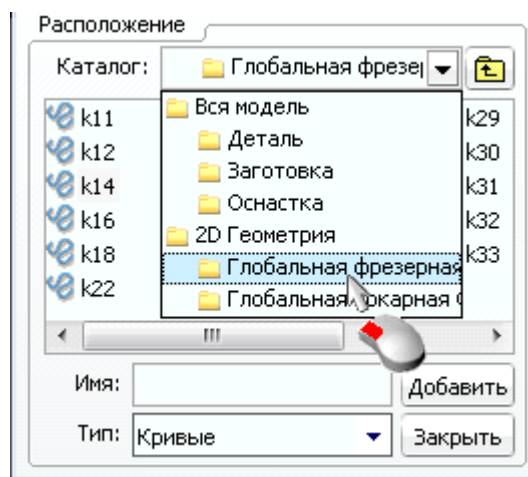 Расположение
Каталог: Глобальная фрезе
k11 Вся модель k29
k12 Деталь k30
k14 Заготовка k31
k16 Оснастка k32
k18 2D Геометрия k33
k22 Глобальная фрезерная
Глобальная токарная
Имя: Добавить
Тип: Кривые Закрыть